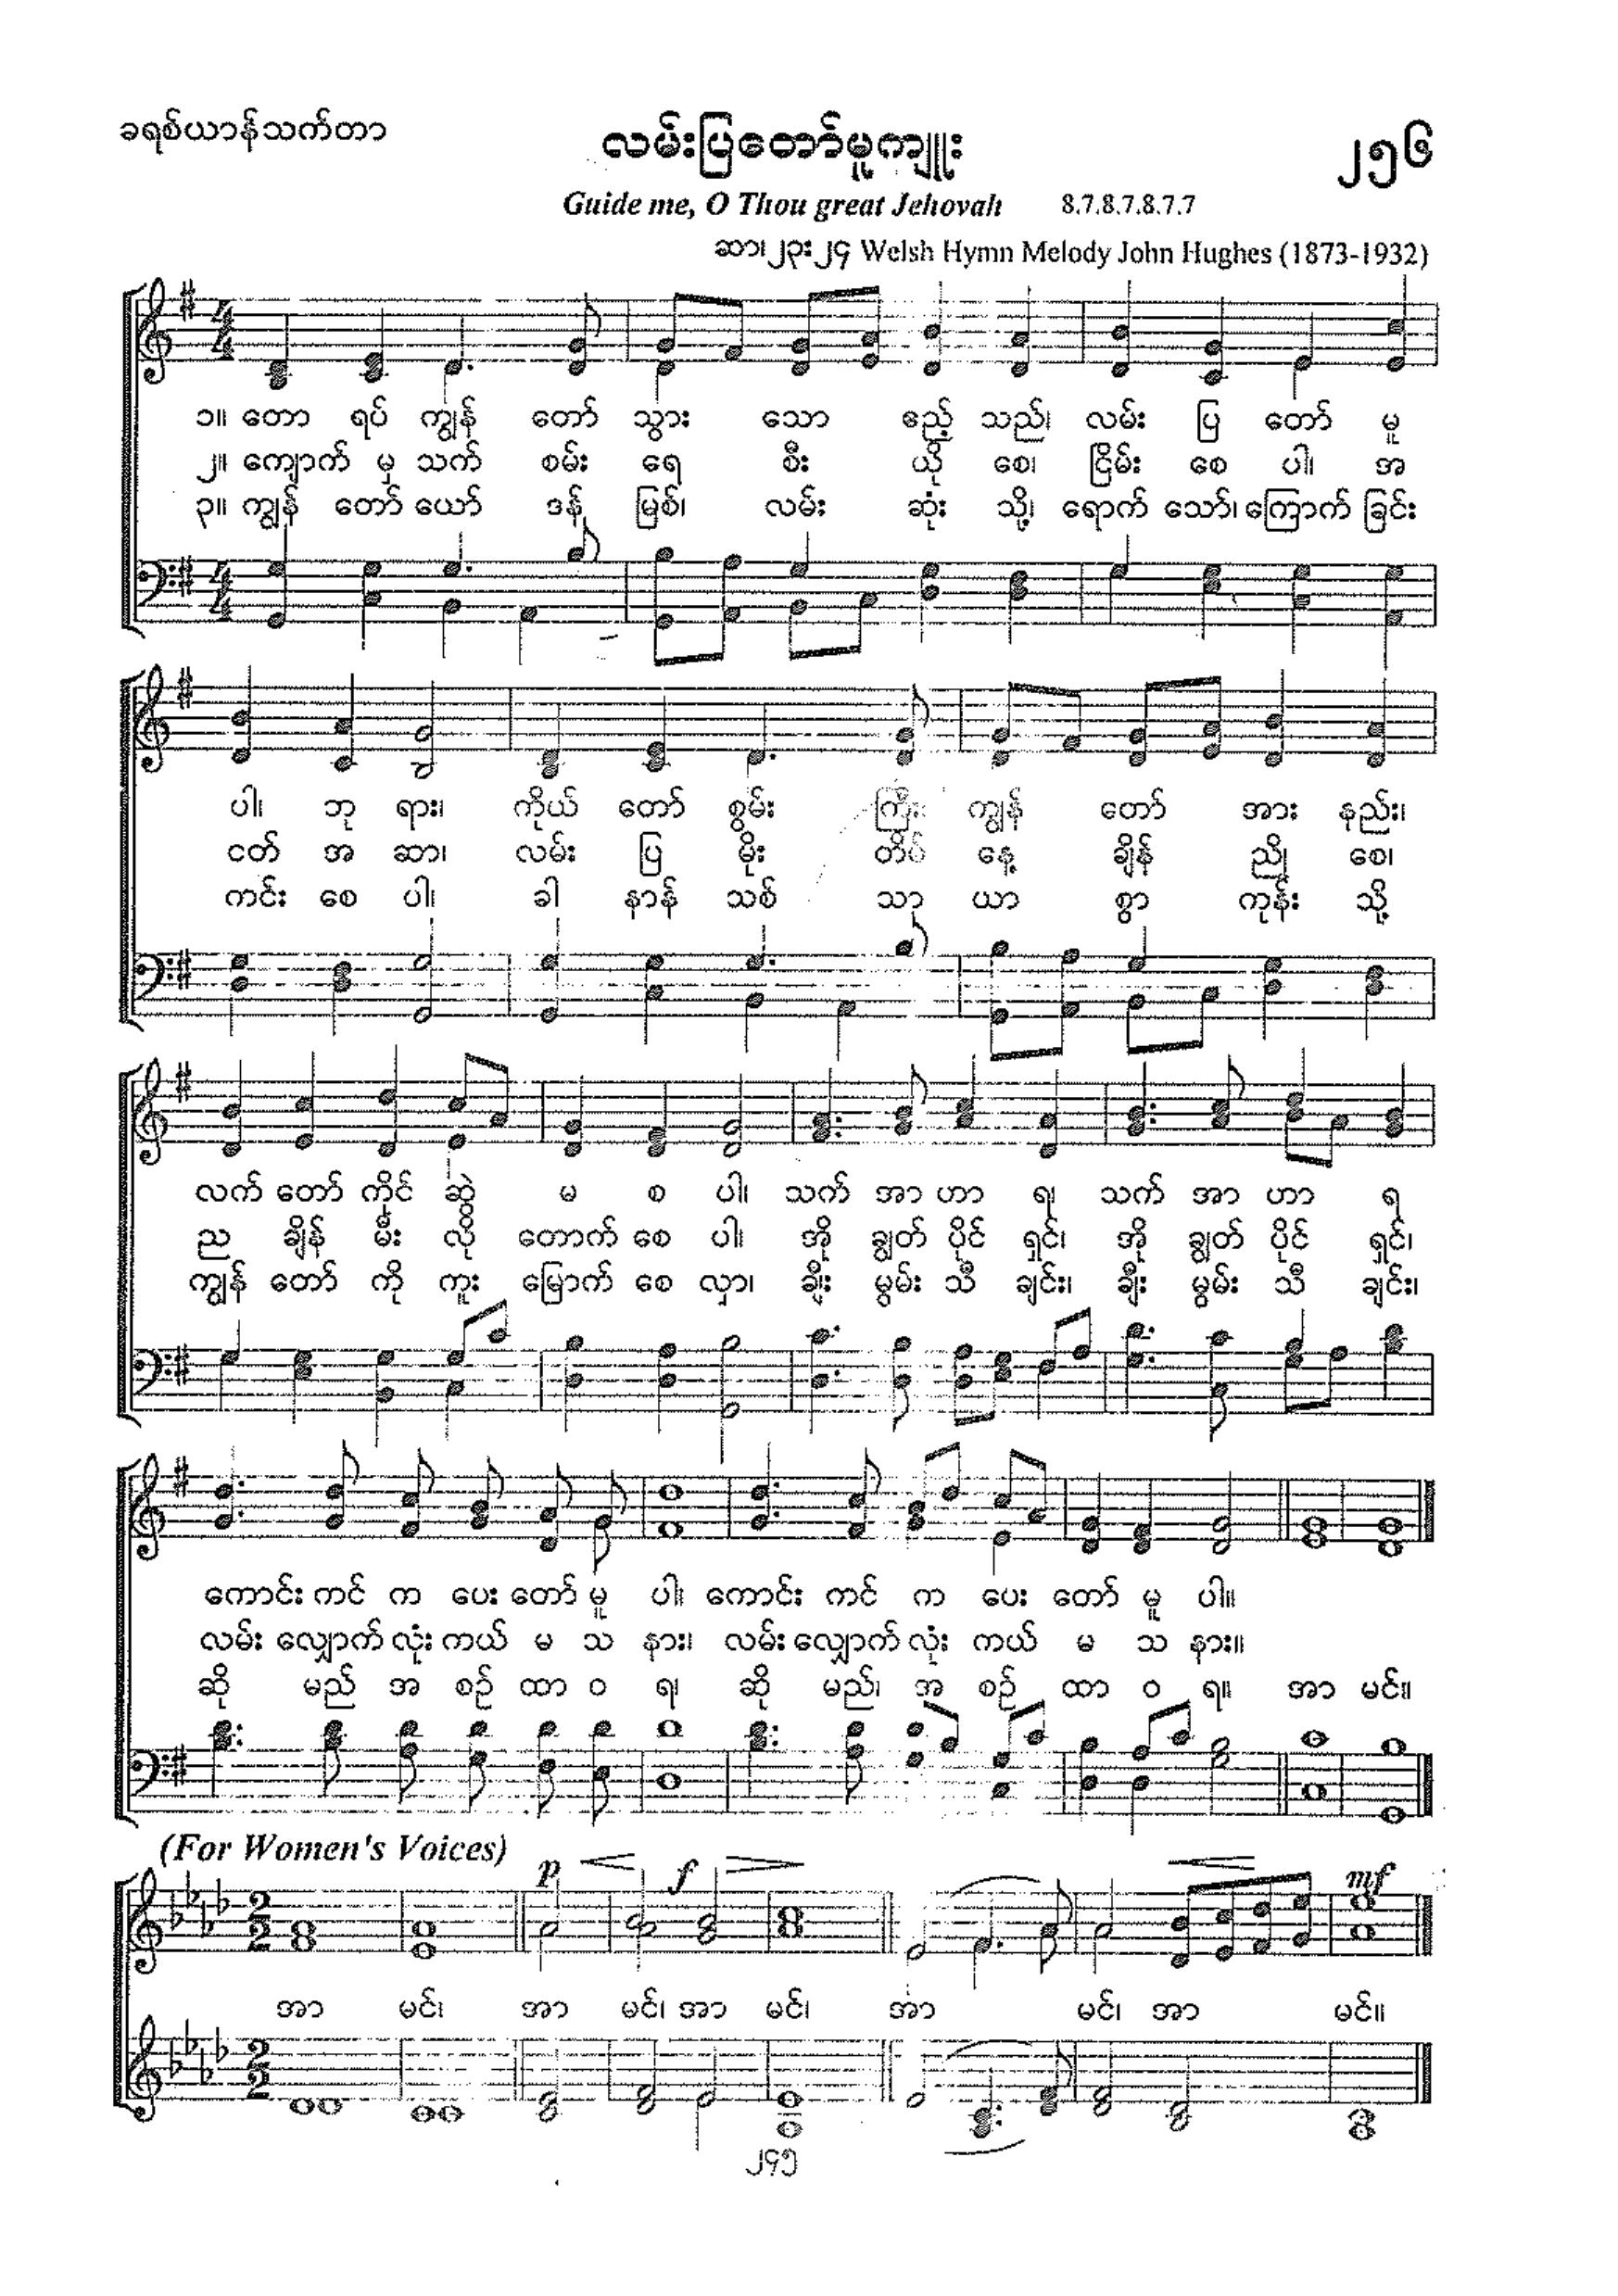 ခရစ်ယာန်သက်တာ
လမ်းပြတော်မူကျူး
၂၅၆
Guide me, O Thou great Jehovah 8.7.8.7.8.7.7
ဆာ၊၂၃း၂၄ Welsh Hymn Melody John Hughes (1873-1932)
၁။ တော ရပ် ကျွန် တော် သွား သော ဧည့် သည်၊ လမ်း ပြ တော် မူ
၂။ ကျောက် မှ သက် စမ်း ရေ စီး ယို စေ၊ ငြိမ်း စေ ပါ၊ အ
၃။ ကျွန် တော် ယော် ဒန် မြစ်၊ လမ်း ဆုံး သို့၊ ရောက် သော်၊ ကြောက် ခြင်း
ပါ၊ ဘု ရား၊ ကိုယ် တော် စွမ်း ကြီး၊ ကျွန် တော် အား နည်း၊
ငတ် အ ဆာ၊ လမ်း ပြ မိုး တိပ် နေ့ ချိန် ညို စေ၊
ကင်း စေ ပါ၊ ခါ နာန် သစ် သာ ယာ စွာ ကုန်း သို့
လက် တော် ကိုင် ဆွဲ မ စ ပါ၊ သက် အာ ဟာ ရ၊ သက် အာ ဟာ ရ
ည ချိန် မီး လို တောက် စေ ပါ၊ အို ချွတ် ပိုင် ရှင်၊ အို ချွတ် ပိုင် ရှင်၊
ကျွန် တော် ကို ကူး မြောက် စေ လှာ၊ ချီး မွမ်း သီ ချင်း၊ ချီး မွမ်း သီ ချင်း၊
ကောင်း ကင် က ပေး တော် မူ ပါ၊ ကောင်း ကင် က ပေး တော် မူ ပါ။
လမ်း လျှောက် လုံး ကယ် မ သ နား၊ လမ်း လျှောက် လုံး ကယ် မ သ နား။
ဆို မည် အ စဉ် ထာ ဝ ရ၊ ဆို မည်၊ အ စဉ် ထာ ဝ ရ။ အာ မင်။
(For Women's Voices)
p f mf
အာ မင်၊ အာ မင်၊ အာ မင်၊ အာ မင်၊ အာ မင်။
၂၄၅